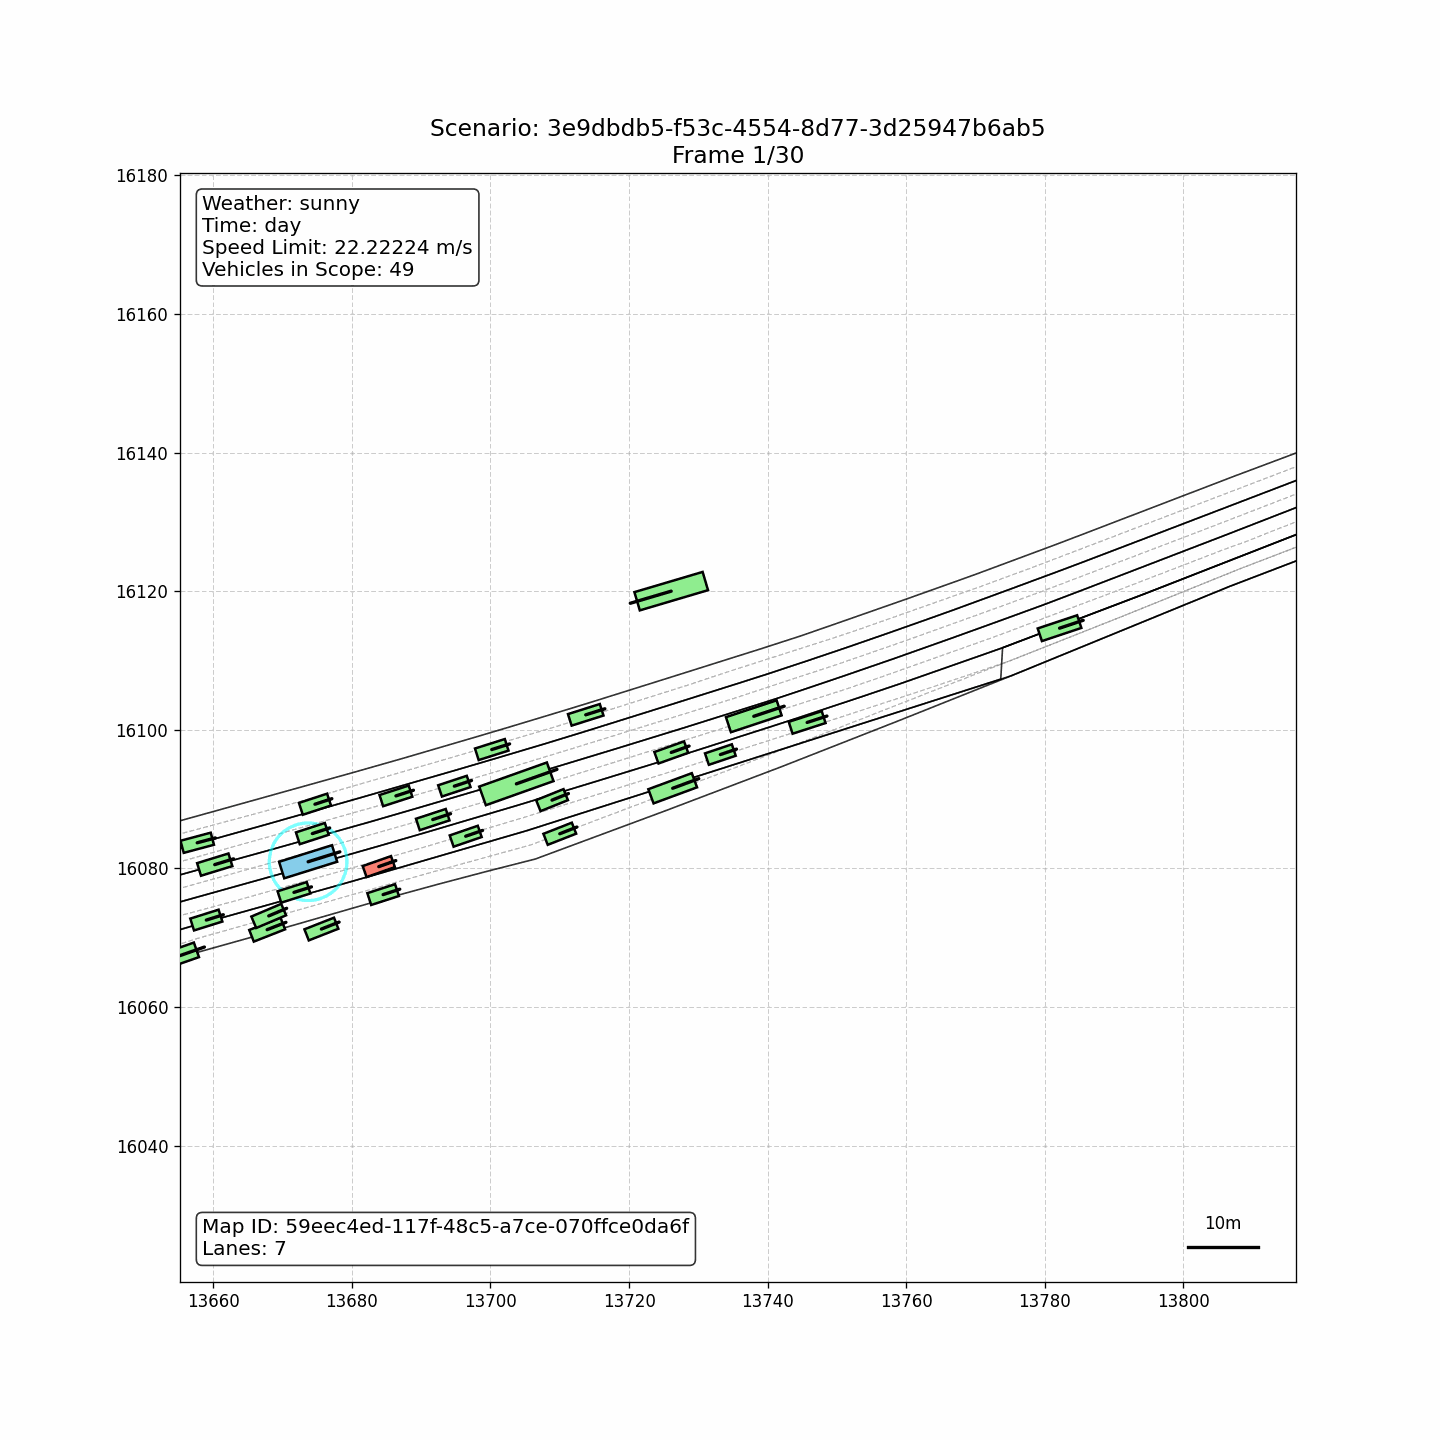 Scenario: 3e9dbdb5-f53c-4554-8d77-3d25947b6ab5
Frame 1/30
Weather: sunny
Time: day
Speed Limit: 22.22224 m/s
Vehicles in Scope: 49
16180
16160
16140
16120
16100
16080
16060
16040
Map ID: 59eec4ed-117f-48c5-a7ce-070ffce0da6f
Lanes: 7
10m
13660 13680 13700 13720 13740 13760 13780 13800